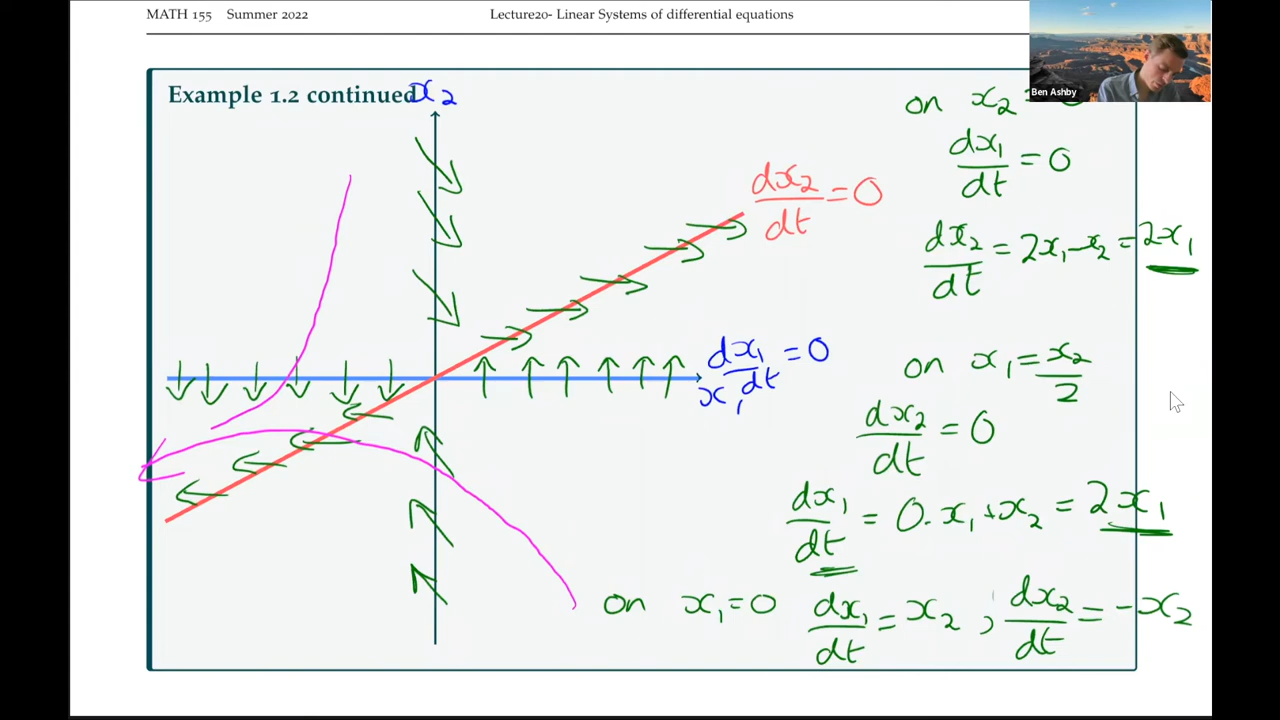 MATH 155 Summer 2022
Lecture20- Linear Systems of differential equations
Ben Ashby
Example 1.2 continued
x₂
on x₂
dx₁/dt = 0
dx₂/dt = 0
dx₂/dt = 2x₁-x₂ = 2x₁
dx₁/dt = 0
x₁
on x₁ = x₂/2
dx₂/dt = 0
dx₁/dt = 0.x₁+x₂ = 2x₁
on x₁=0 dx₁/dt = x₂ , dx₂/dt = -x₂